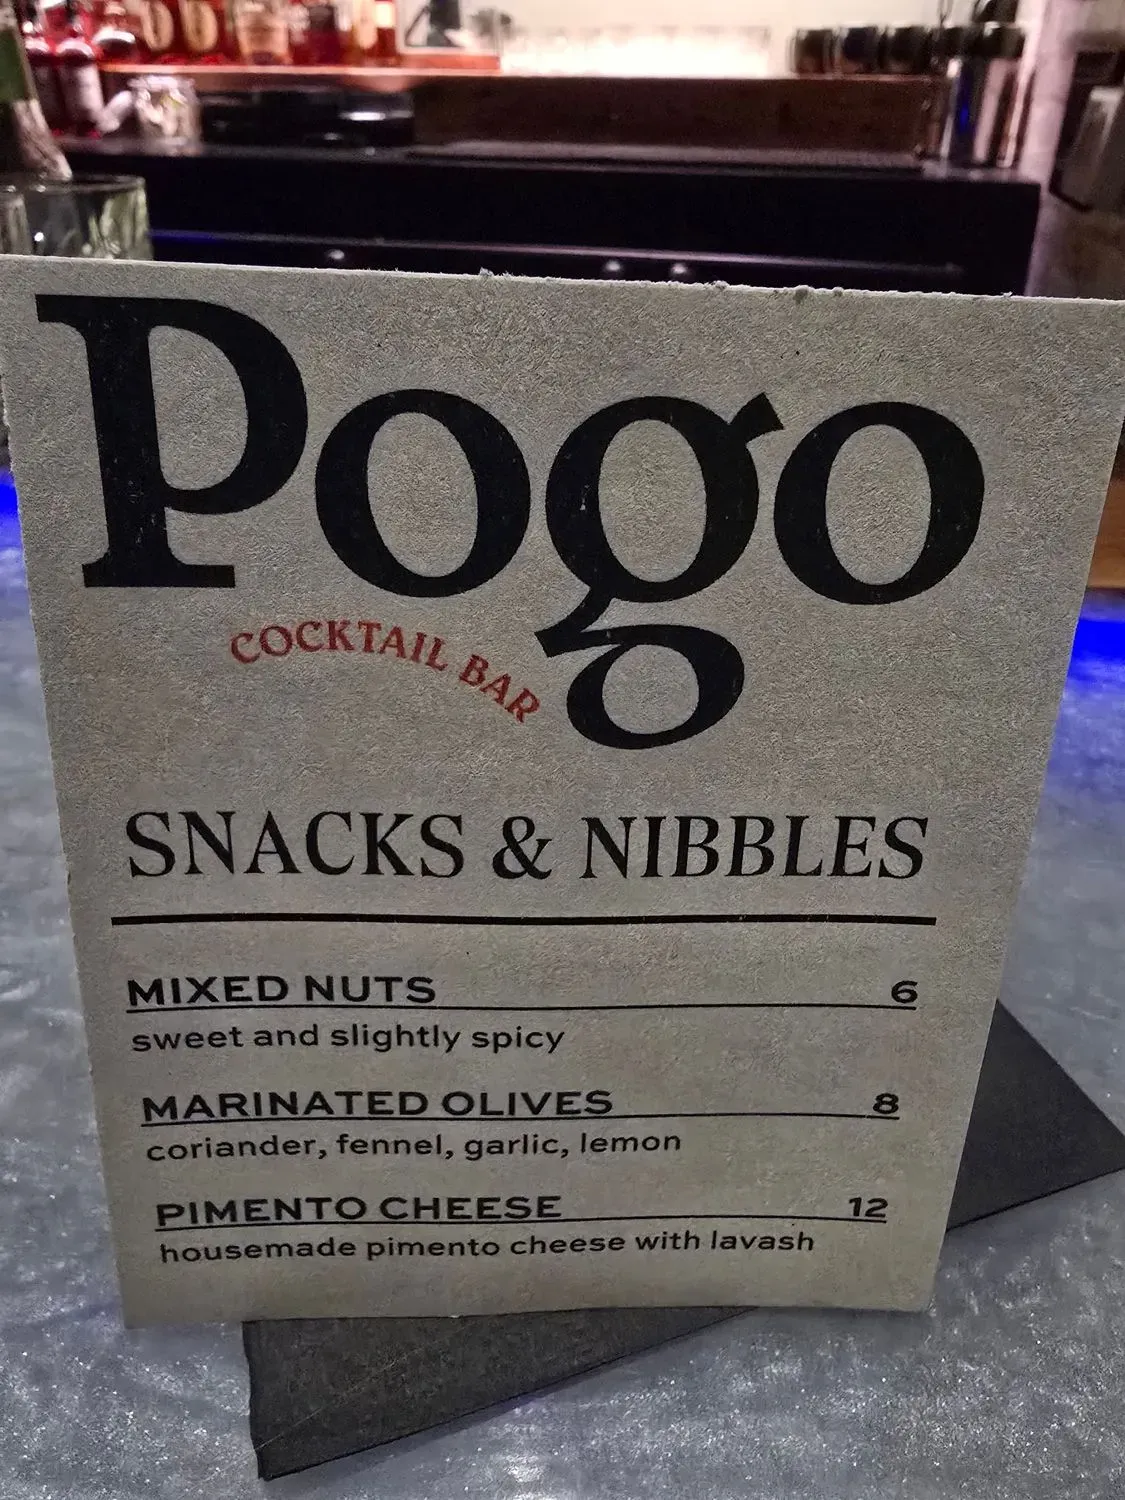 Pogo
COCKTAIL BAR
SNACKS & NIBBLES
MIXED NUTS 6
sweet and slightly spicy
MARINATED OLIVES 8
coriander, fennel, garlic, lemon
PIMENTO CHEESE 12
housemade pimento cheese with lavash